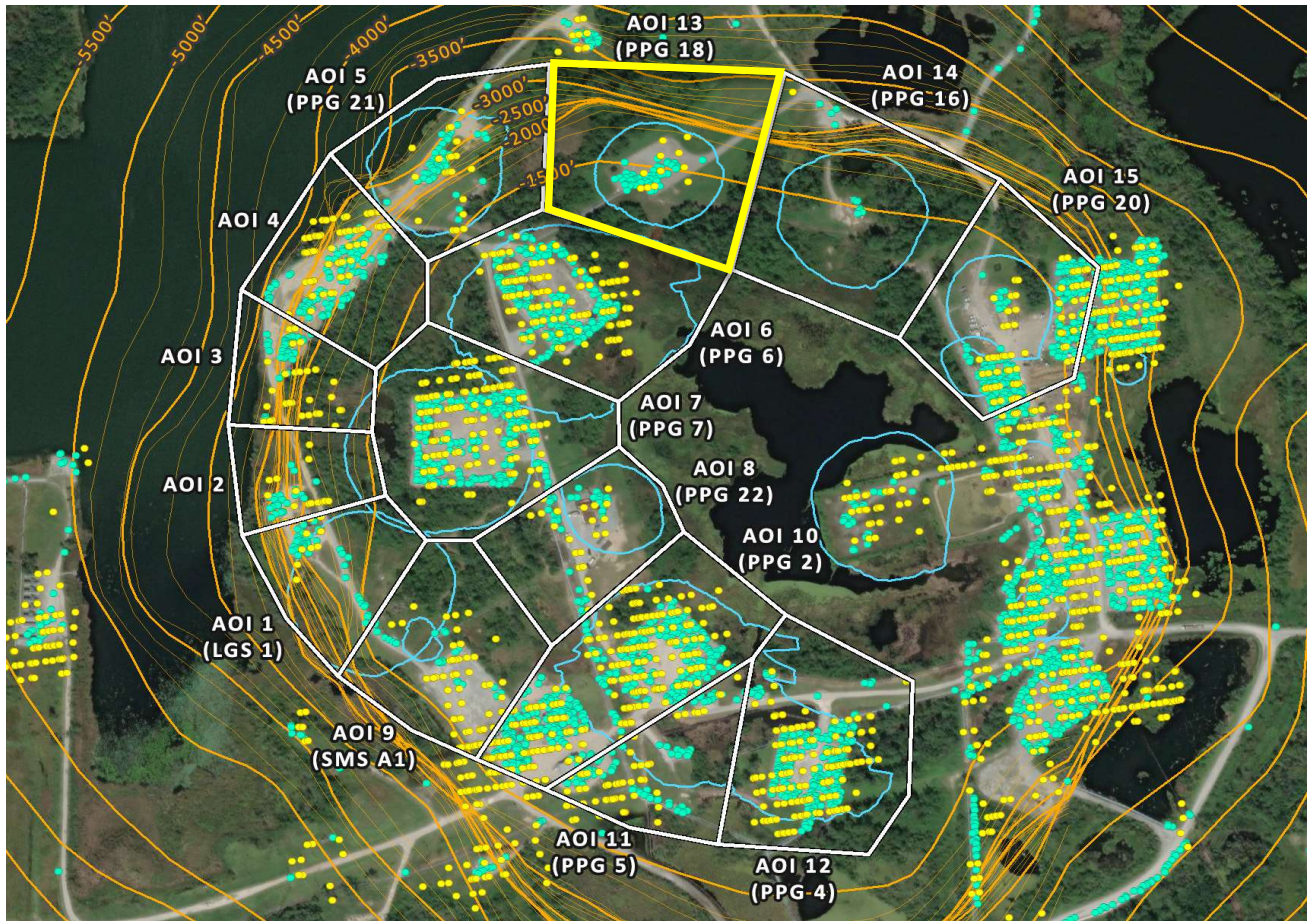 AOI 13
(PPG 18)
-5500'
-5000'
-4500'
-4000'
-3500'
AOI 14
(PPG 16)
AOI 5
(PPG 21)
-3000'
-2500'
-2000'
-1500'
AOI 15
(PPG 20)
AOI 4
AOI 6
(PPG 6)
AOI 3
AOI 7
(PPG 7)
AOI 8
(PPG 22)
AOI 2
AOI 10
(PPG 2)
AOI 1
(LGS 1)
AOI 9
(SMS A1)
AOI 11
(PPG 5)
AOI 12
(PPG 4)